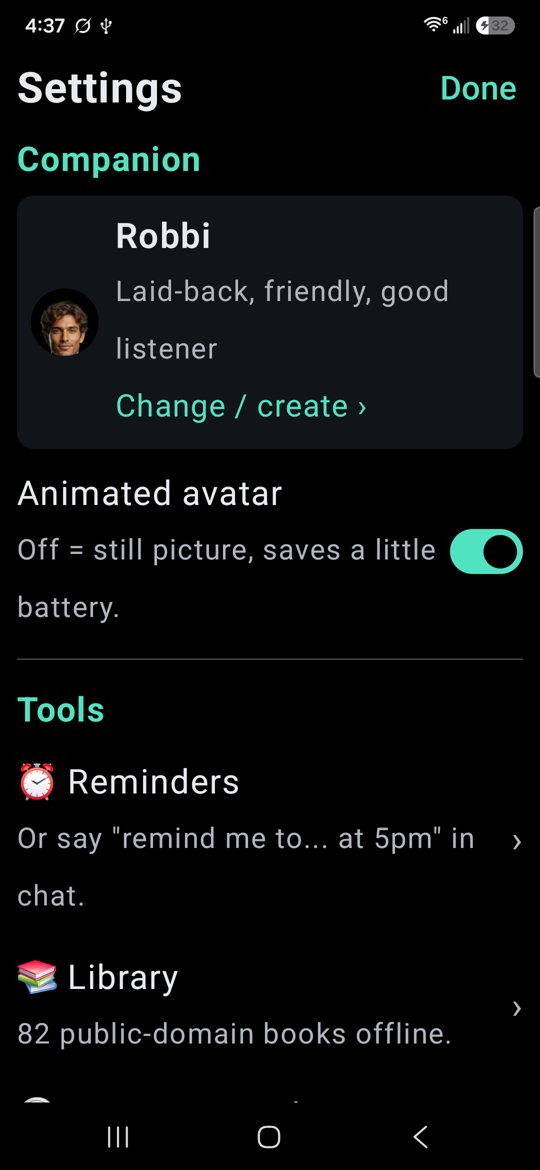 4:37
6
32
Settings
Done
Companion
Robbi
Laid-back, friendly, good
listener
Change / create ›
Animated avatar
Off = still picture, saves a little
battery.
Tools
⏰ Reminders
Or say "remind me to... at 5pm" in
chat.
›
📚 Library
82 public-domain books offline.
›